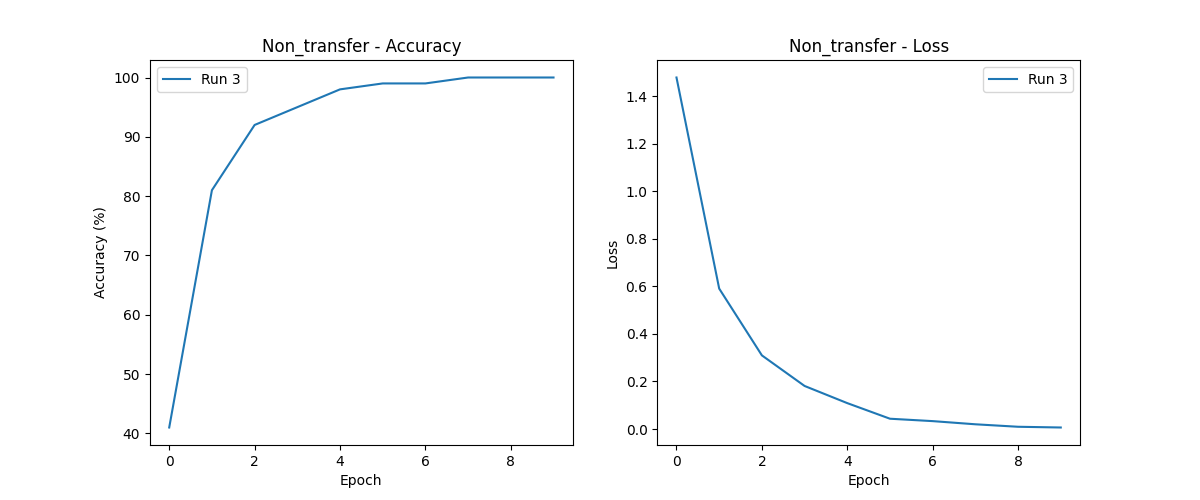 Non_transfer - Accuracy
Run 3
100
90
80
70
60
50
40
Accuracy (%)
0 2 4 6 8
Epoch
Non_transfer - Loss
Run 3
1.4
1.2
1.0
0.8
0.6
0.4
0.2
0.0
Loss
0 2 4 6 8
Epoch